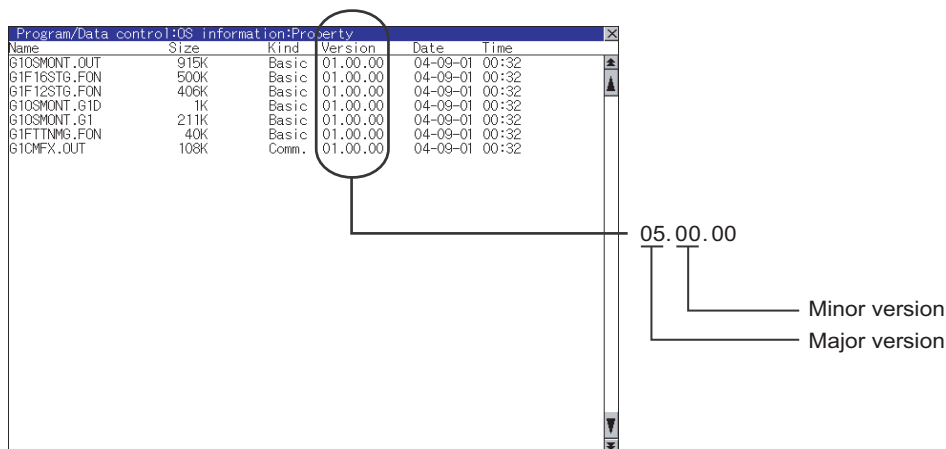 Program/Data control:OS information:Property
Name Size Kind Version Date Time
G1OSMONT.OUT 915K Basic 01.00.00 04-09-01 00:32
G1F16STG.FON 500K Basic 01.00.00 04-09-01 00:32
G1F12STG.FON 406K Basic 01.00.00 04-09-01 00:32
G1OSMONT.G1D 1K Basic 01.00.00 04-09-01 00:32
G1OSMONT.G1 211K Basic 01.00.00 04-09-01 00:32
G1FTTNMG.FON 40K Basic 01.00.00 04-09-01 00:32
G1CMFX.OUT 108K Comm. 01.00.00 04-09-01 00:32
05.00.00
Minor version
Major version